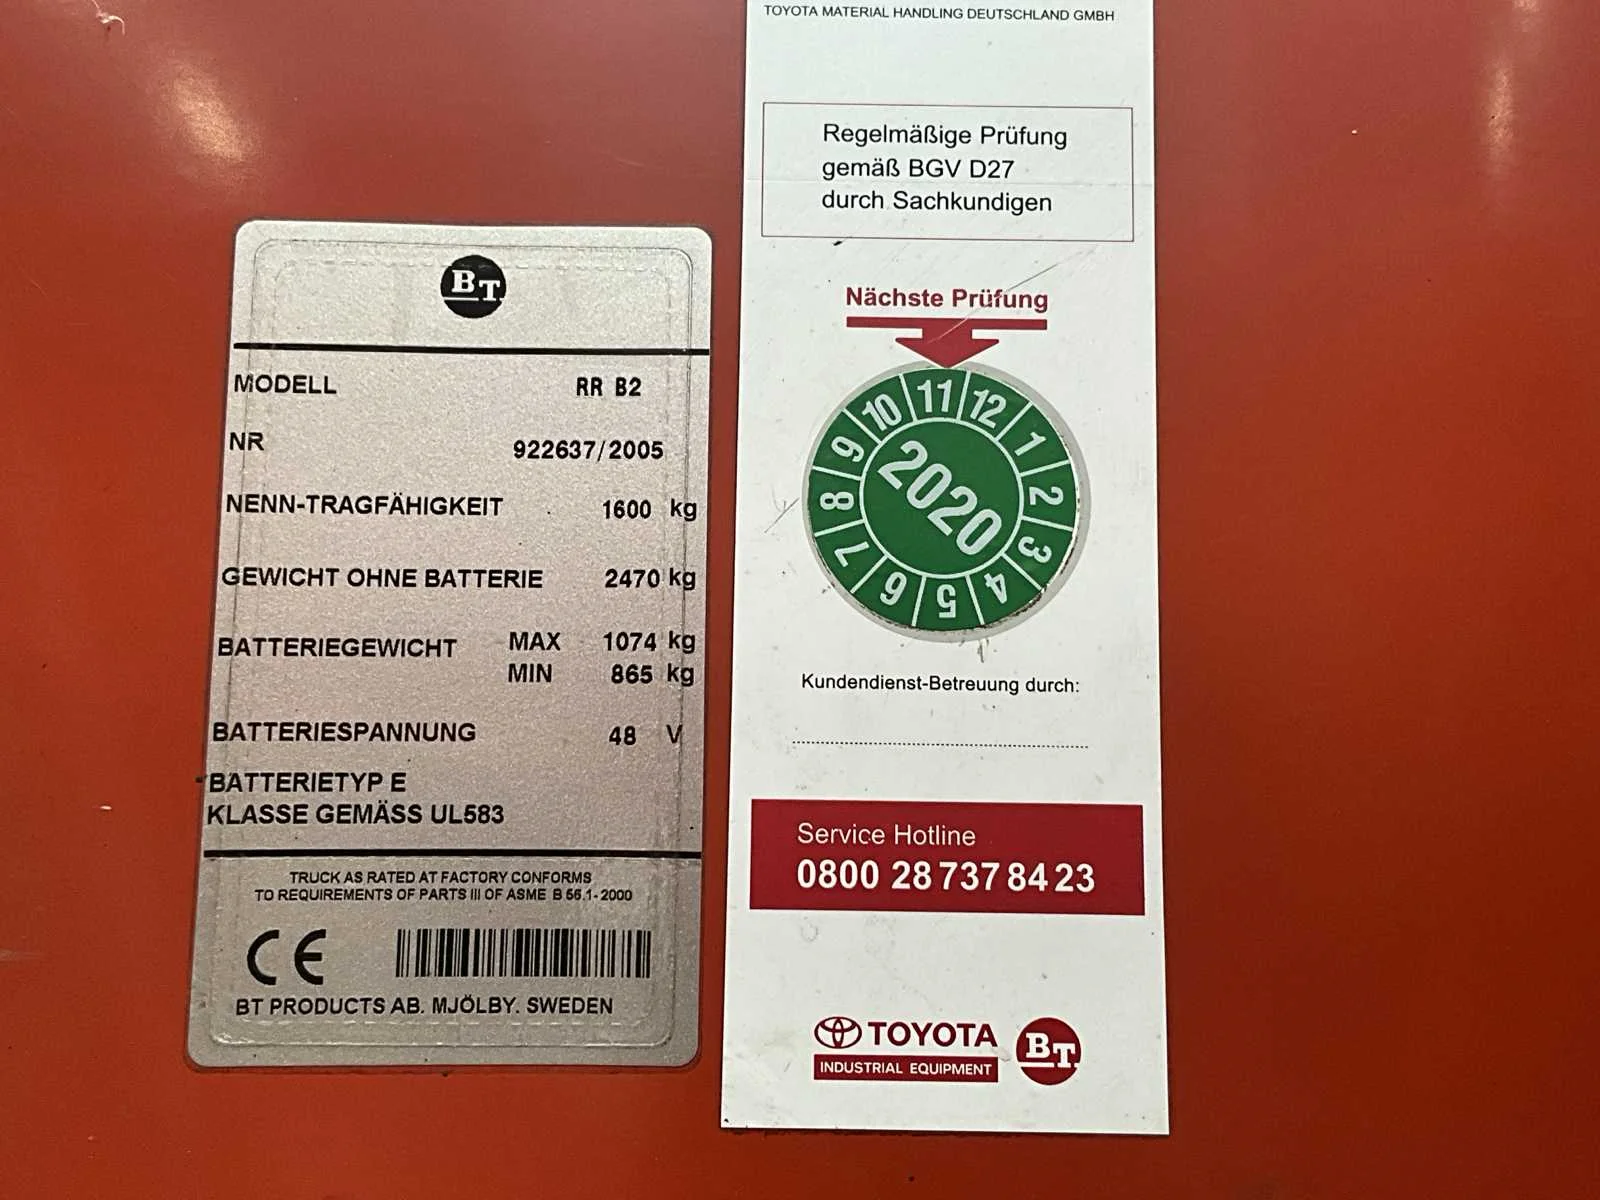 BT
MODELL RR B2
NR 922637/2005
NENN-TRAGFÄHIGKEIT 1600 kg
GEWICHT OHNE BATTERIE 2470 kg
BATTERIEGEWICHT MAX 1074 kg
MIN 865 kg
BATTERIESPANNUNG 48 V
BATTERIETYP E
KLASSE GEMÄSS UL583
TRUCK AS RATED AT FACTORY CONFORMS
TO REQUIREMENTS OF PARTS III OF ASME B 56.1-2000
CE
BT PRODUCTS AB. MJÖLBY. SWEDEN
TOYOTA MATERIAL HANDLING DEUTSCHLAND GMBH
Regelmäßige Prüfung
gemäß BGV D27
durch Sachkundigen
Nächste Prüfung
1 2 3 4 5 6 7 8 9 10 11 12
2020
Kundendienst-Betreuung durch:
Service Hotline
0800 28 737 84 23
TOYOTA
INDUSTRIAL EQUIPMENT
BT